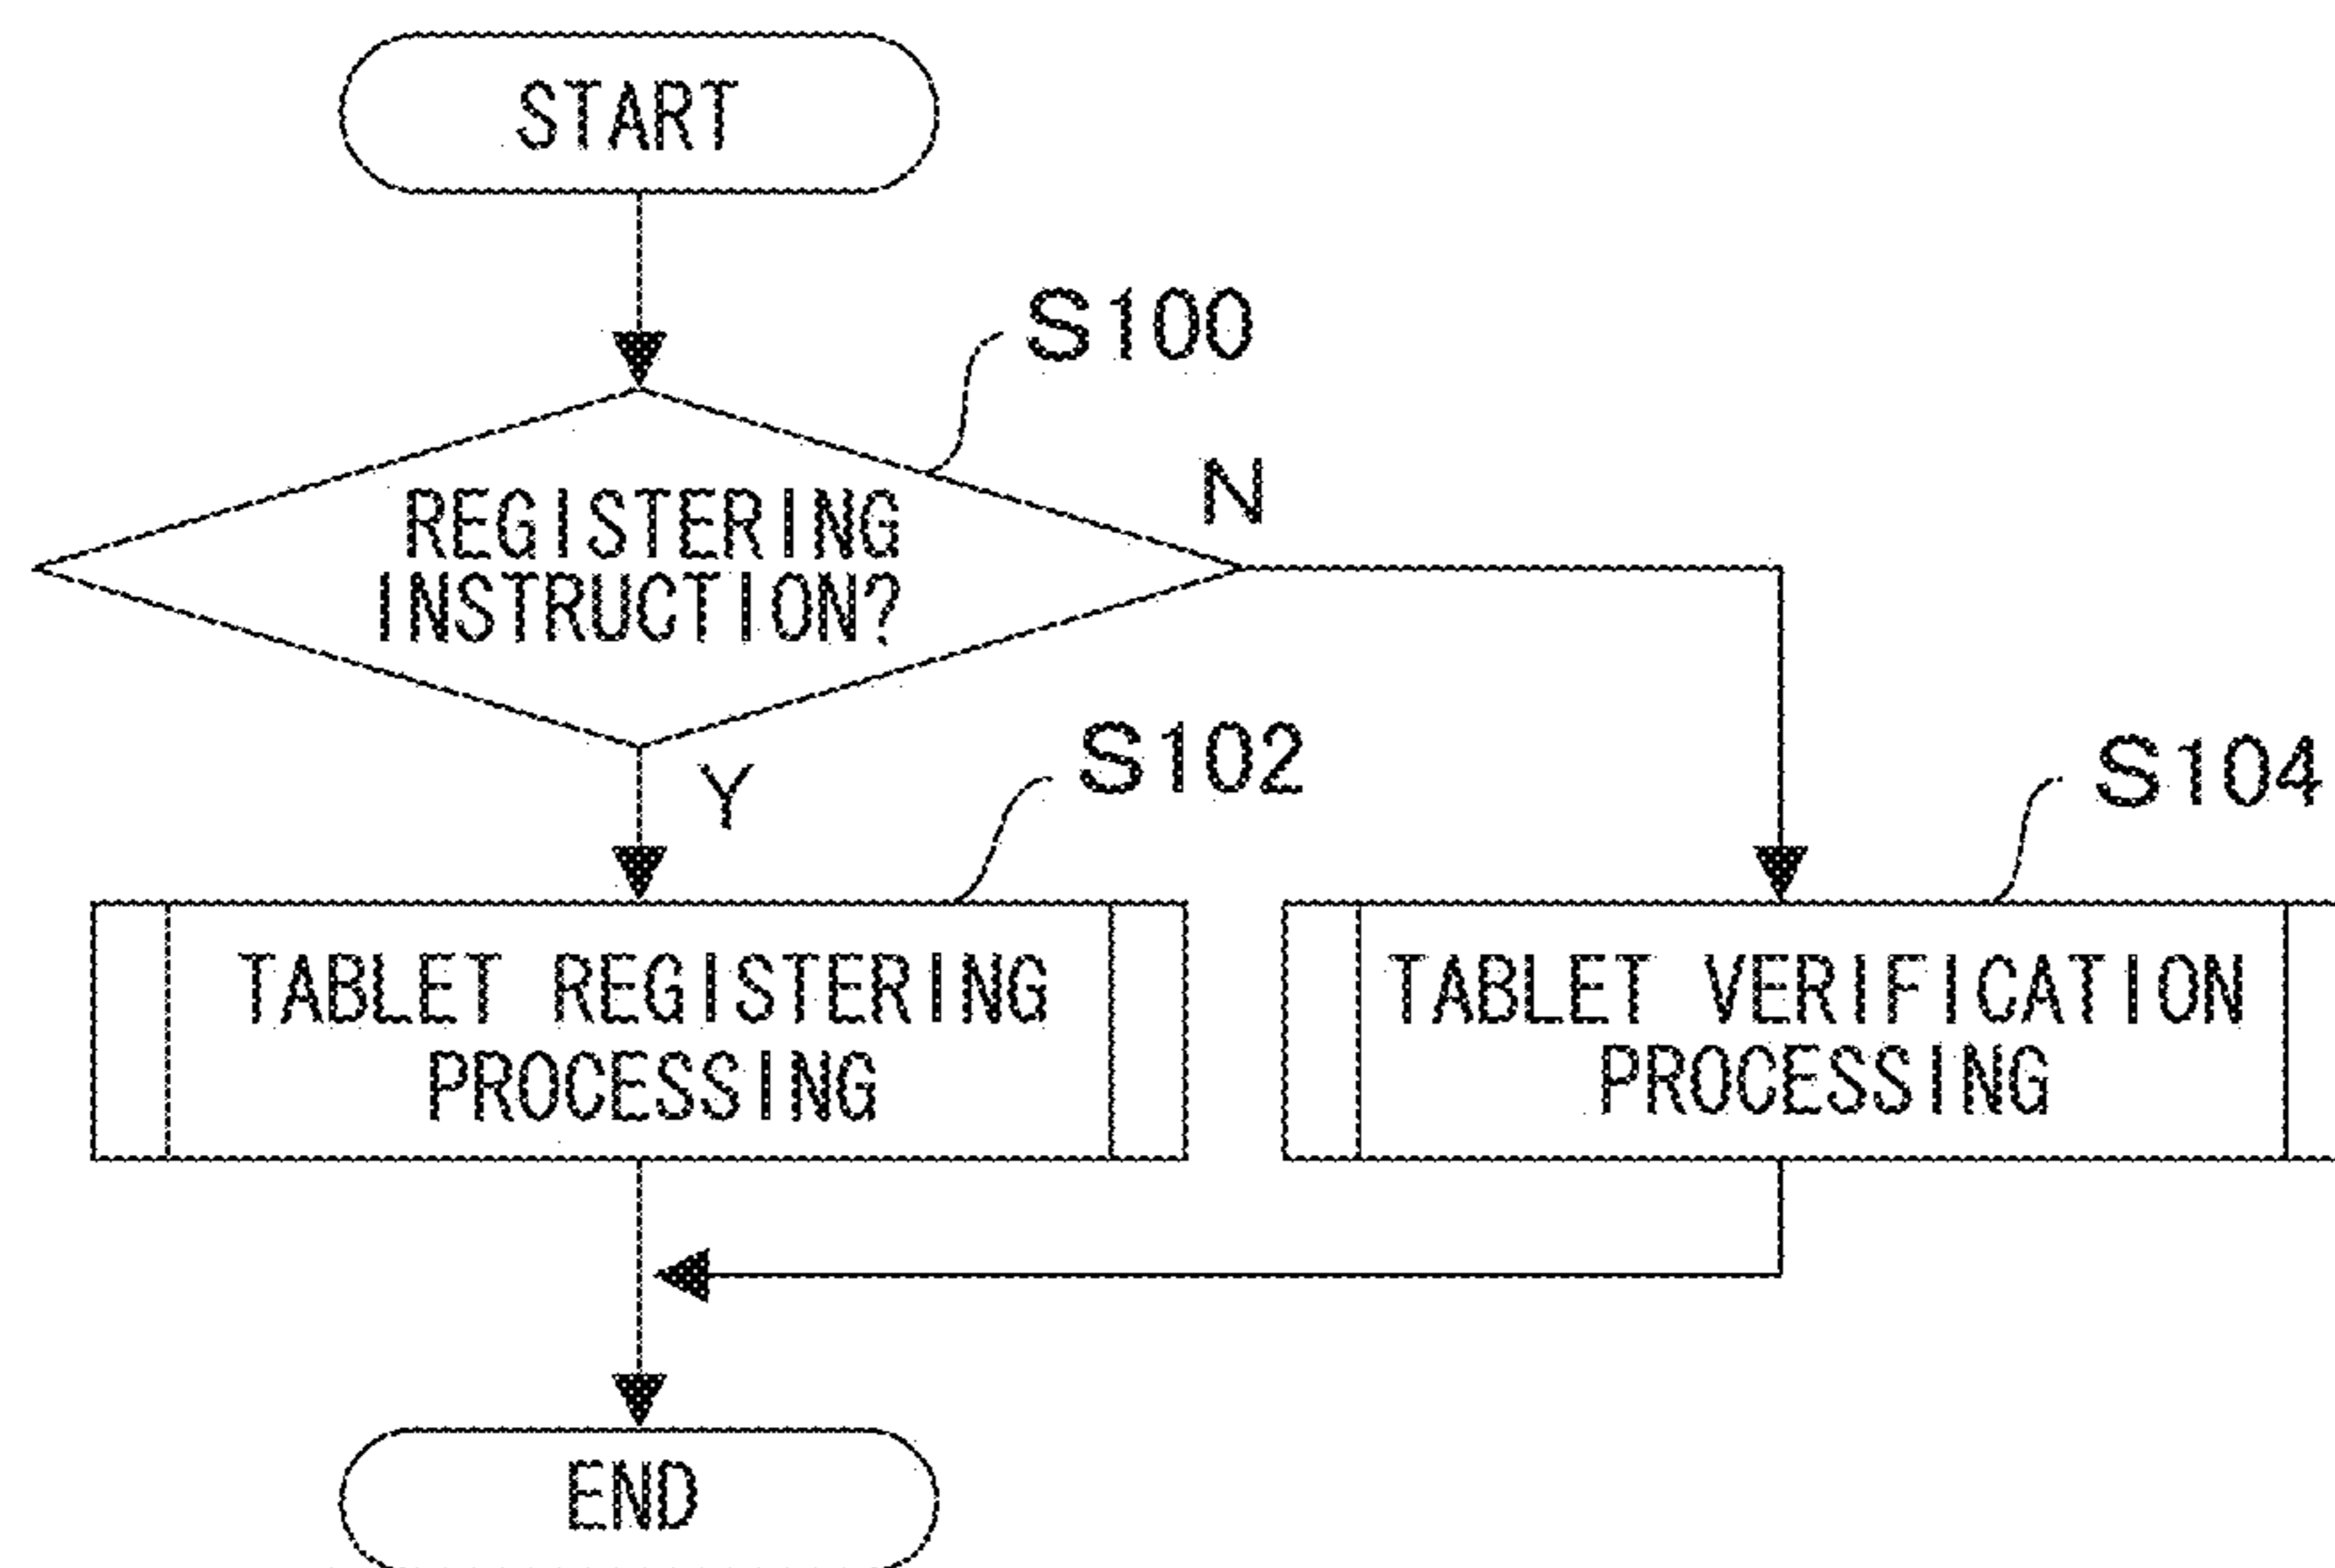 START
S100
REGISTERING
INSTRUCTION?
N
Y
S102
S104
TABLET REGISTERING
PROCESSING
TABLET VERIFICATION
PROCESSING
END